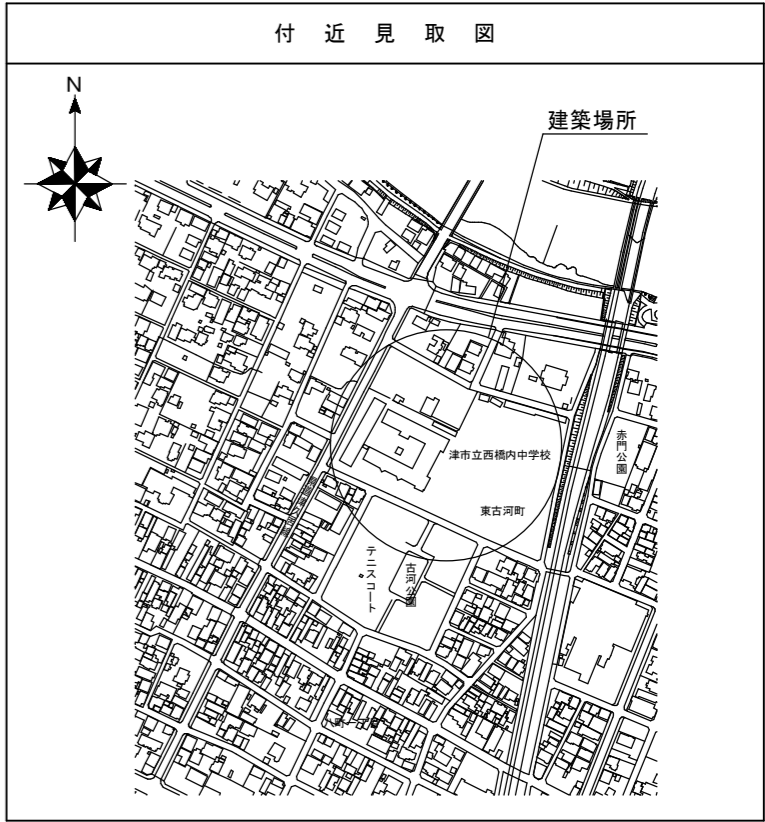 付近見取図
N
建築場所
赤門公園
津市立西橋内中学校
東古河町
テニスコート
古河公園